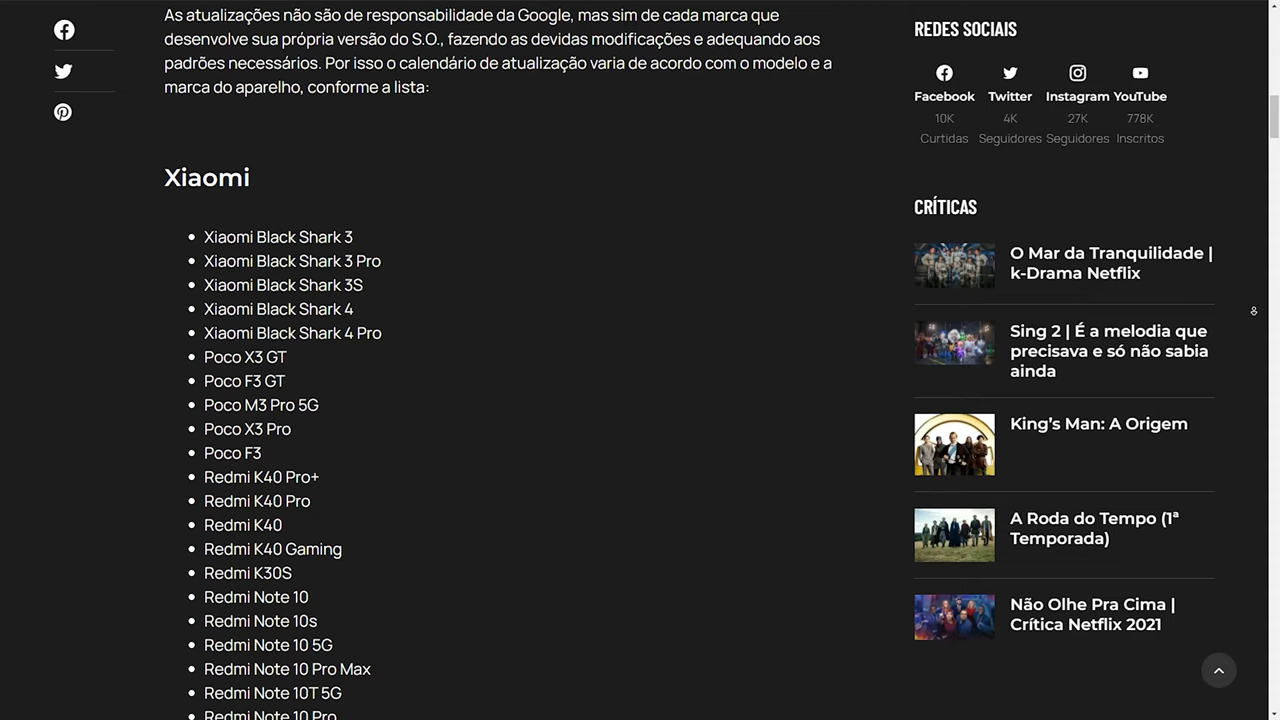 As atualizações não são de responsabilidade da Google, mas sim de cada marca que
desenvolve sua própria versão do S.O., fazendo as devidas modificações e adequando aos
padrões necessários. Por isso o calendário de atualização varia de acordo com o modelo e a
marca do aparelho, conforme a lista:
Xiaomi
Xiaomi Black Shark 3
Xiaomi Black Shark 3 Pro
Xiaomi Black Shark 3S
Xiaomi Black Shark 4
Xiaomi Black Shark 4 Pro
Poco X3 GT
Poco F3 GT
Poco M3 Pro 5G
Poco X3 Pro
Poco F3
Redmi K40 Pro+
Redmi K40 Pro
Redmi K40
Redmi K40 Gaming
Redmi K30S
Redmi Note 10
Redmi Note 10s
Redmi Note 10 5G
Redmi Note 10 Pro Max
Redmi Note 10T 5G
Redmi Note 10 Pro
REDES SOCIAIS
Facebook Twitter Instagram YouTube
10K 4K 27K 778K
Curtidas Seguidores Seguidores Inscritos
CRÍTICAS
O Mar da Tranquilidade |
k-Drama Netflix
Sing 2 | É a melodia que
precisava e só não sabia
ainda
King’s Man: A Origem
A Roda do Tempo (1ª
Temporada)
Não Olhe Pra Cima |
Crítica Netflix 2021